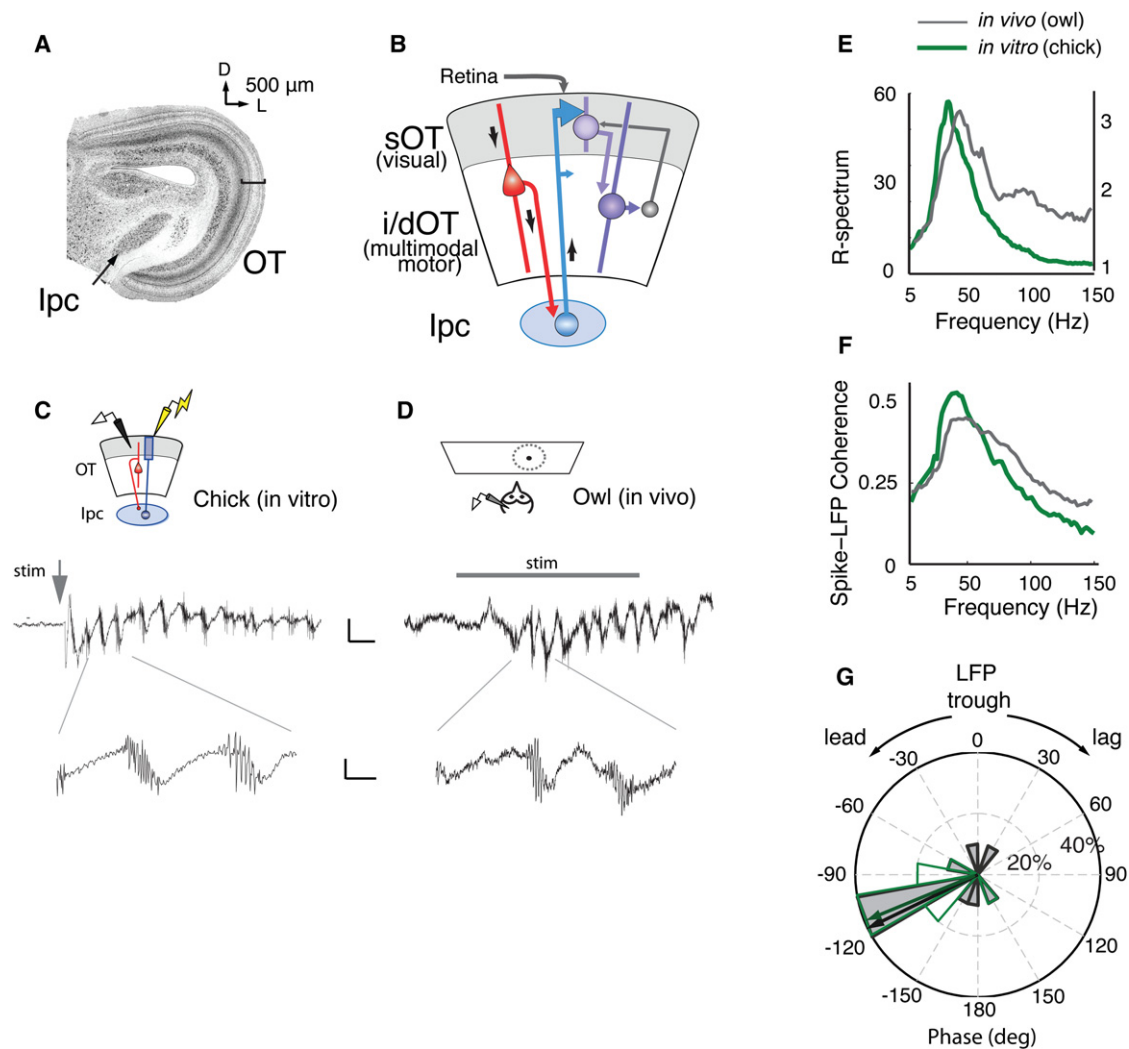 A
D
500 µm
L
OT
Ipc
B
Retina
sOT
(visual)
i/dOT
(multimodal
motor)
Ipc
C
OT
Ipc
Chick (in vitro)
stim
D
Owl (in vivo)
stim
in vivo (owl)
in vitro (chick)
E
R-spectrum
60
30
0
3
2
1
5
50
100
150
Frequency (Hz)
F
Spike–LFP Coherence
0.5
0.25
0
5
50
100
150
Frequency (Hz)
G
LFP
trough
lead
lag
0
-30
30
-60
60
-90
90
-120
120
-150
150
180
20%
40%
Phase (deg)